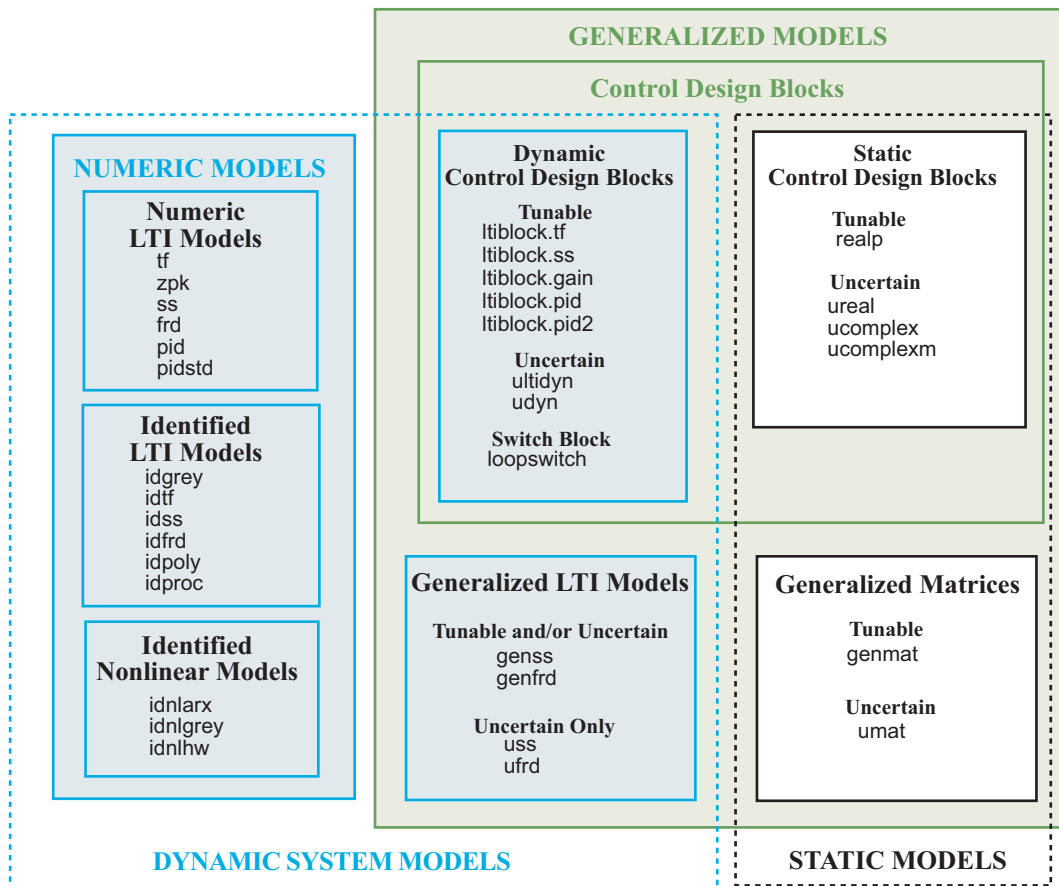 GENERALIZED MODELS
Control Design Blocks
NUMERIC MODELS
Numeric
LTI Models
tf
zpk
ss
frd
pid
pidstd
Identified
LTI Models
idgrey
idtf
idss
idfrd
idpoly
idproc
Identified
Nonlinear Models
idnlarx
idnlgrey
idnlhw
Dynamic
Control Design Blocks
Tunable
ltiblock.tf
ltiblock.ss
ltiblock.gain
ltiblock.pid
ltiblock.pid2
Uncertain
ultidyn
udyn
Switch Block
loopswitch
Static
Control Design Blocks
Tunable
realp
Uncertain
ureal
ucomplex
ucomplexm
Generalized LTI Models
Tunable and/or Uncertain
genss
genfrd
Uncertain Only
uss
ufrd
Generalized Matrices
Tunable
genmat
Uncertain
umat
DYNAMIC SYSTEM MODELS
STATIC MODELS